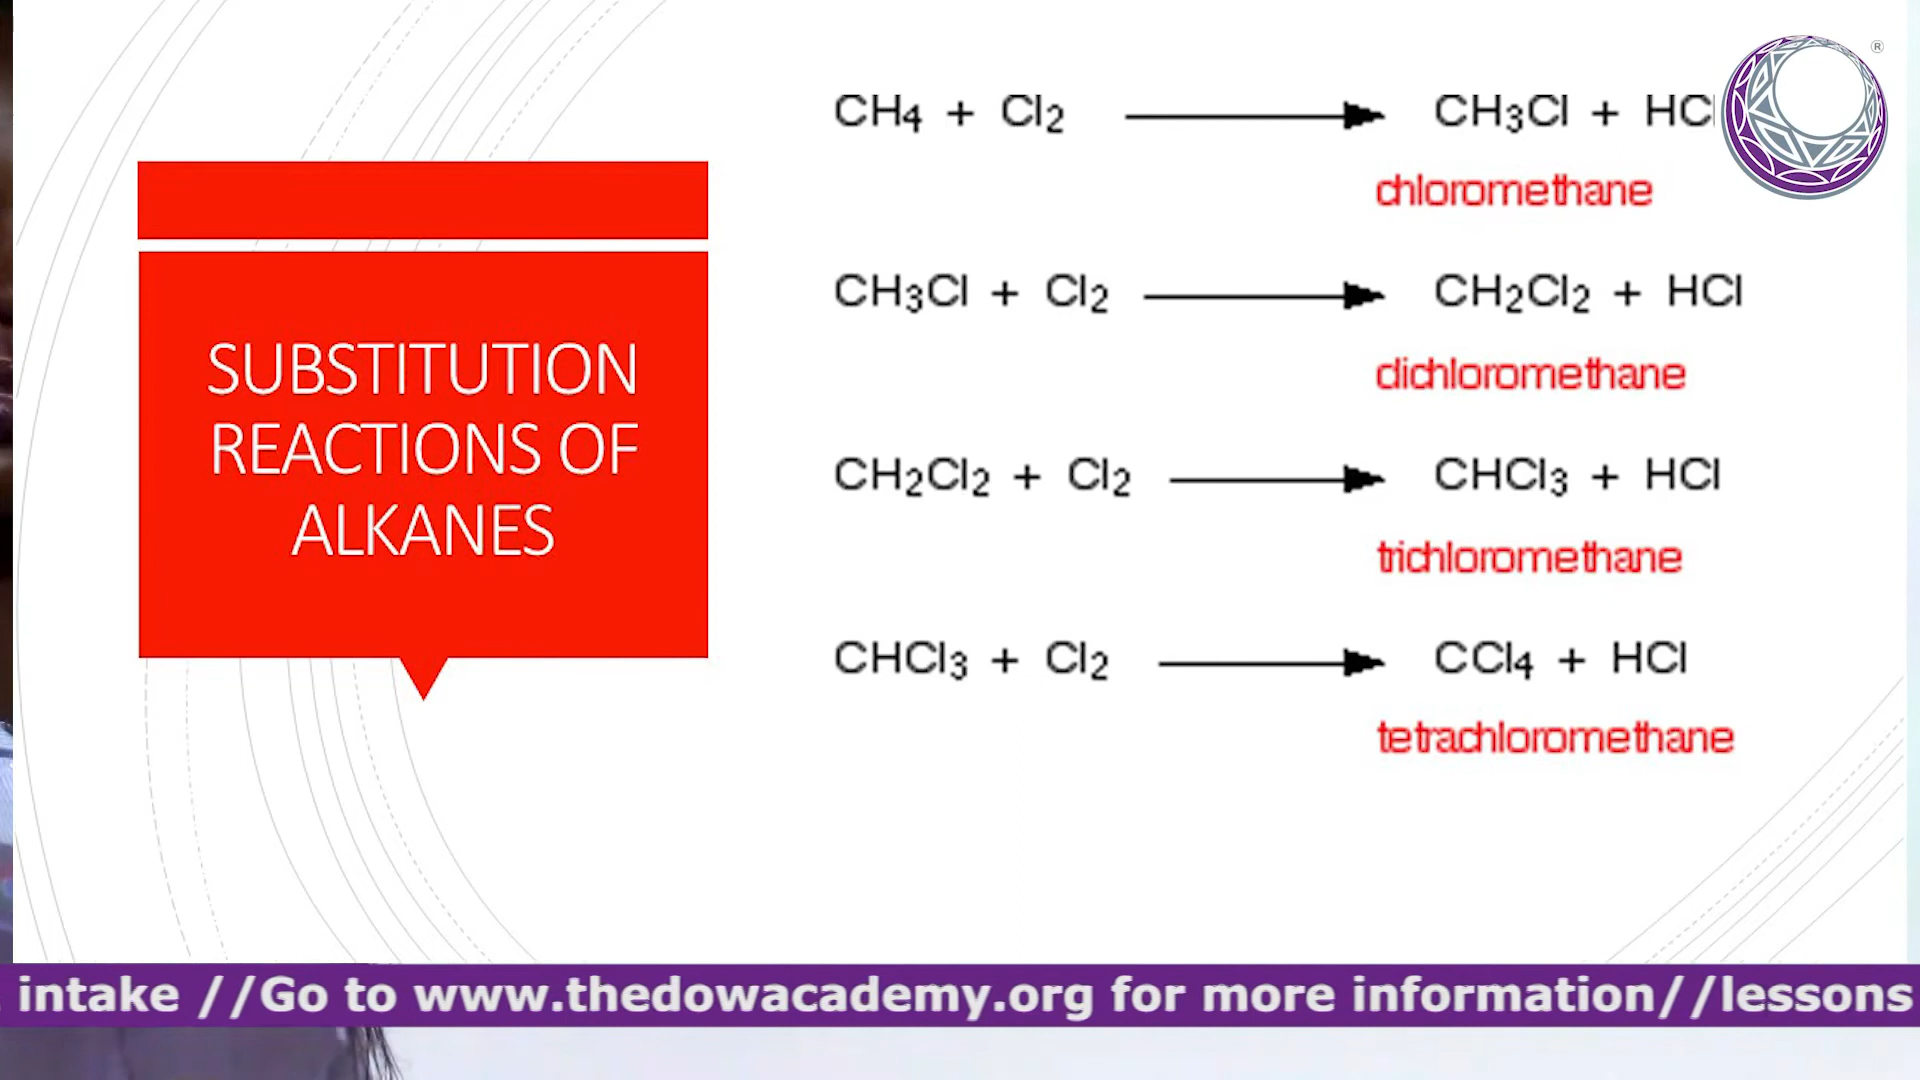 SUBSTITUTION
REACTIONS OF
ALKANES
CH4 + Cl2 → CH3Cl + HCl
chloromethane
CH3Cl + Cl2 → CH2Cl2 + HCl
dichloromethane
CH2Cl2 + Cl2 → CHCl3 + HCl
trichloromethane
CHCl3 + Cl2 → CCl4 + HCl
tetrachloromethane
®
intake //Go to www.thedowacademy.org for more information//lessons